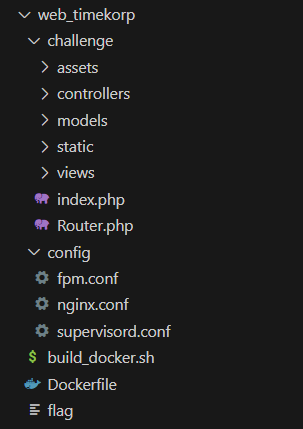 web_timekorp
challenge
assets
controllers
models
static
views
index.php
Router.php
config
fpm.conf
nginx.conf
supervisord.conf
$ build_docker.sh
Dockerfile
flag